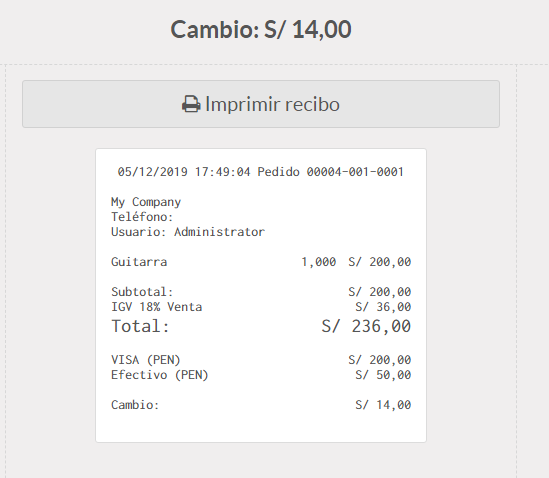 Cambio: S/ 14,00
Imprimir recibo
05/12/2019 17:49:04 Pedido 00004-001-0001
My Company
Teléfono:
Usuario: Administrator
Guitarra 1,000 S/ 200,00
Subtotal: S/ 200,00
IGV 18% Venta S/ 36,00
Total: S/ 236,00
VISA (PEN) S/ 200,00
Efectivo (PEN) S/ 50,00
Cambio: S/ 14,00